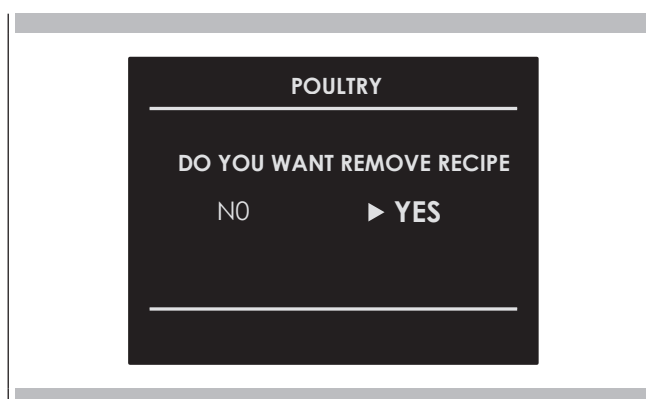 POULTRY
DO YOU WANT REMOVE RECIPE
N0 ▶ YES